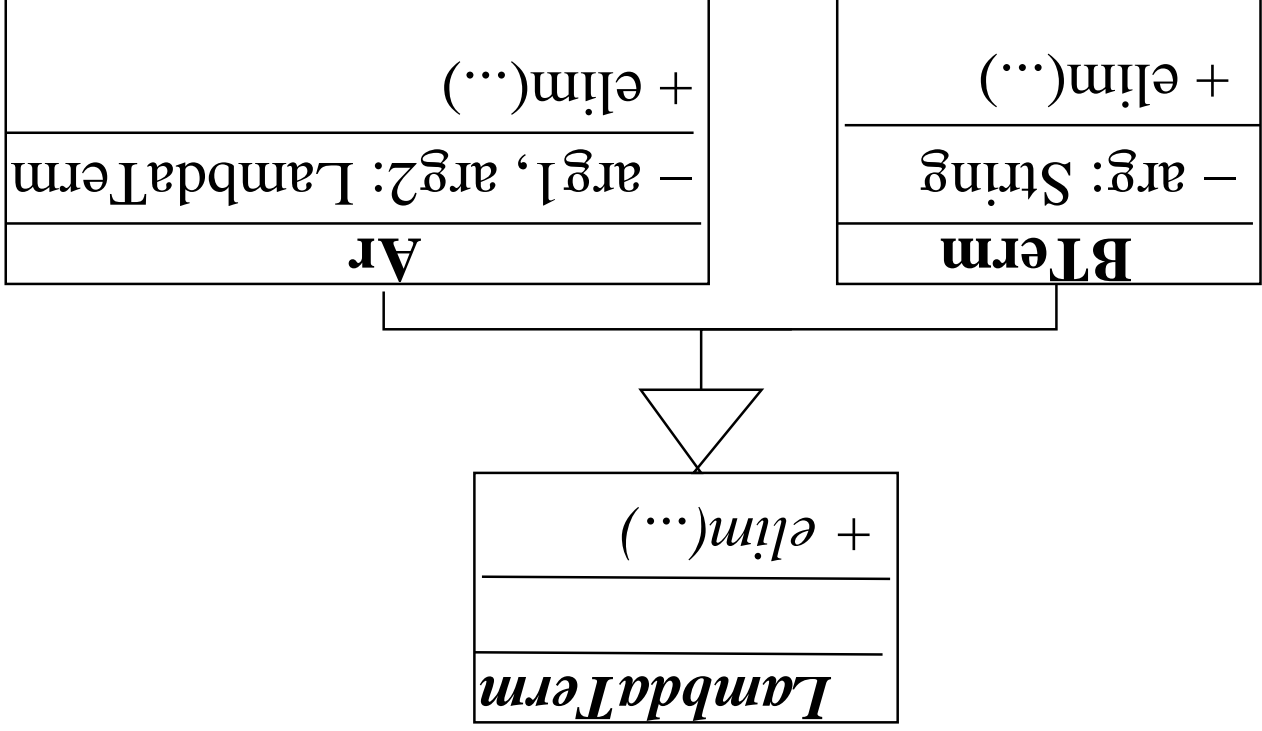 LambdaTerm
+ elim(...)
BTerm
– arg: String
+ elim(...)
Ar
– arg1, arg2: LambdaTerm
+ elim(...)